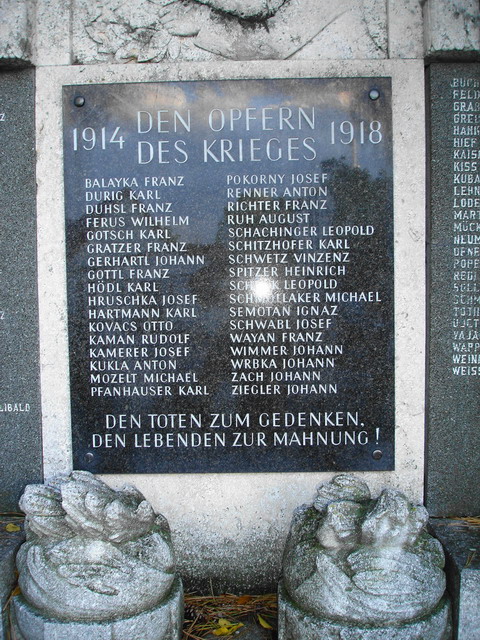 1914 DEN OPFERN 1918
DES KRIEGES
BALAYKA FRANZ
DURIG KARL
DUHSL FRANZ
FERUS WILHELM
GOTSCH KARL
GRATZER FRANZ
GERHARTL JOHANN
GOTTL FRANZ
HÖDL KARL
HRUSCHKA JOSEF
HARTMANN KARL
KOVACS OTTO
KAMAN RUDOLF
KAMERER JOSEF
KUKLA ANTON
MOZELT MICHAEL
PFANHAUSER KARL
POKORNY JOSEF
RENNER ANTON
RICHTER FRANZ
RUH AUGUST
SCHACHINGER LEOPOLD
SCHITZHOFER KARL
SCHWETZ VINZENZ
SPITZER HEINRICH
LEOPOLD
MICHAEL
SEMOTAN IGNAZ
SCHWABL JOSEF
WAYAN FRANZ
WIMMER JOHANN
WRBKA JOHANN
ZACH JOHANN
ZIEGLER JOHANN
DEN TOTEN ZUM GEDENKEN,
DEN LEBENDEN ZUR MAHNUNG!